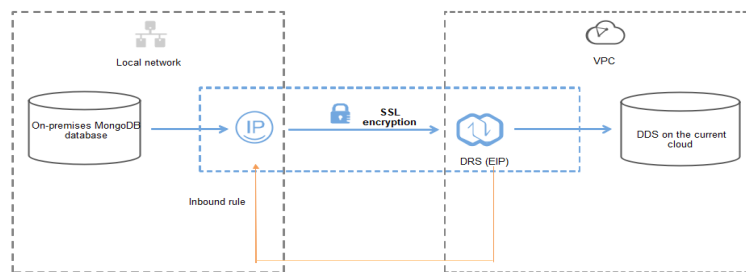 Local network
VPC
On-premises MongoDB
database
IP
SSL
encryption
DRS (EIP)
DDS on the current
cloud
Inbound rule